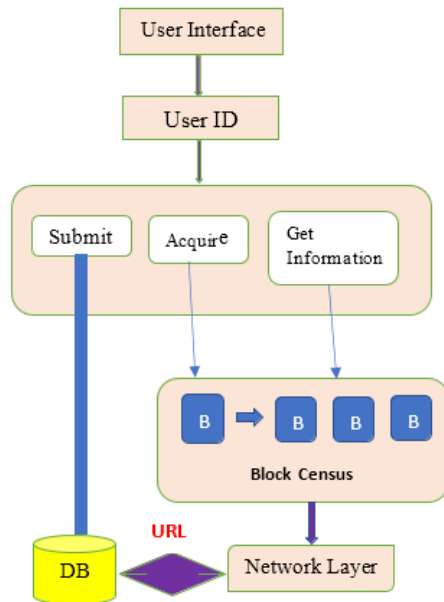 User Interface
User ID
Submit
Acquire
Get
Information
B
B
B
B
Block Census
URL
DB
Network Layer